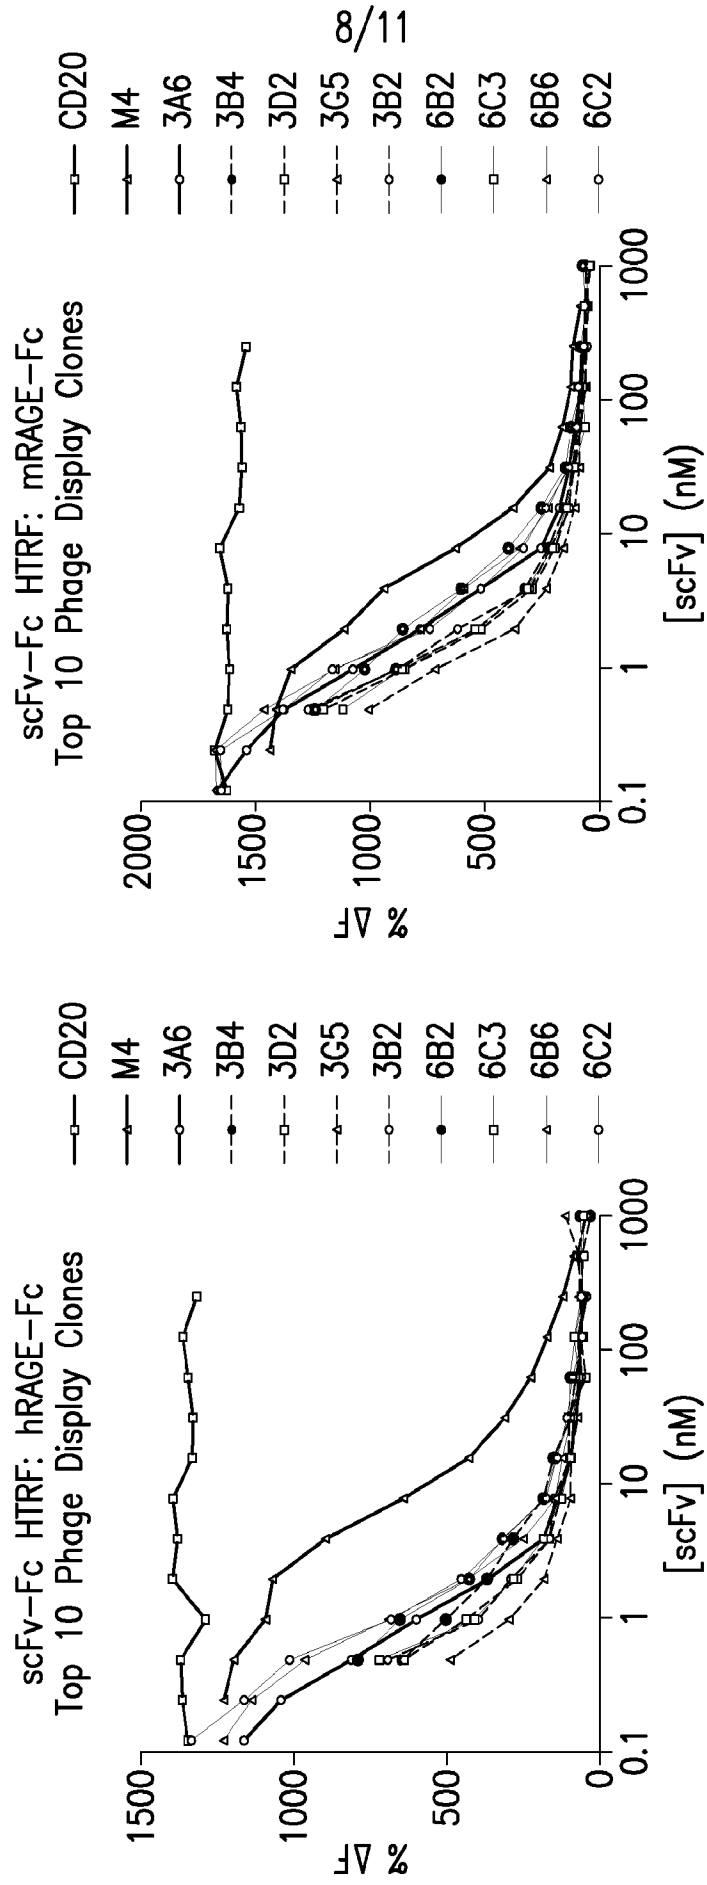 8/11
scFv-Fc HTRF: hRAGE-Fc
Top 10 Phage Display Clones
% ΔF
1500
1000
500
0
0.1
1
10
100
1000
[scFv] (nM)
CD20
M4
3A6
3B4
3D2
3G5
3B2
6B2
6C3
6B6
6C2
scFv-Fc HTRF: mRAGE-Fc
Top 10 Phage Display Clones
% ΔF
2000
1500
1000
500
0
0.1
1
10
100
1000
[scFv] (nM)
CD20
M4
3A6
3B4
3D2
3G5
3B2
6B2
6C3
6B6
6C2